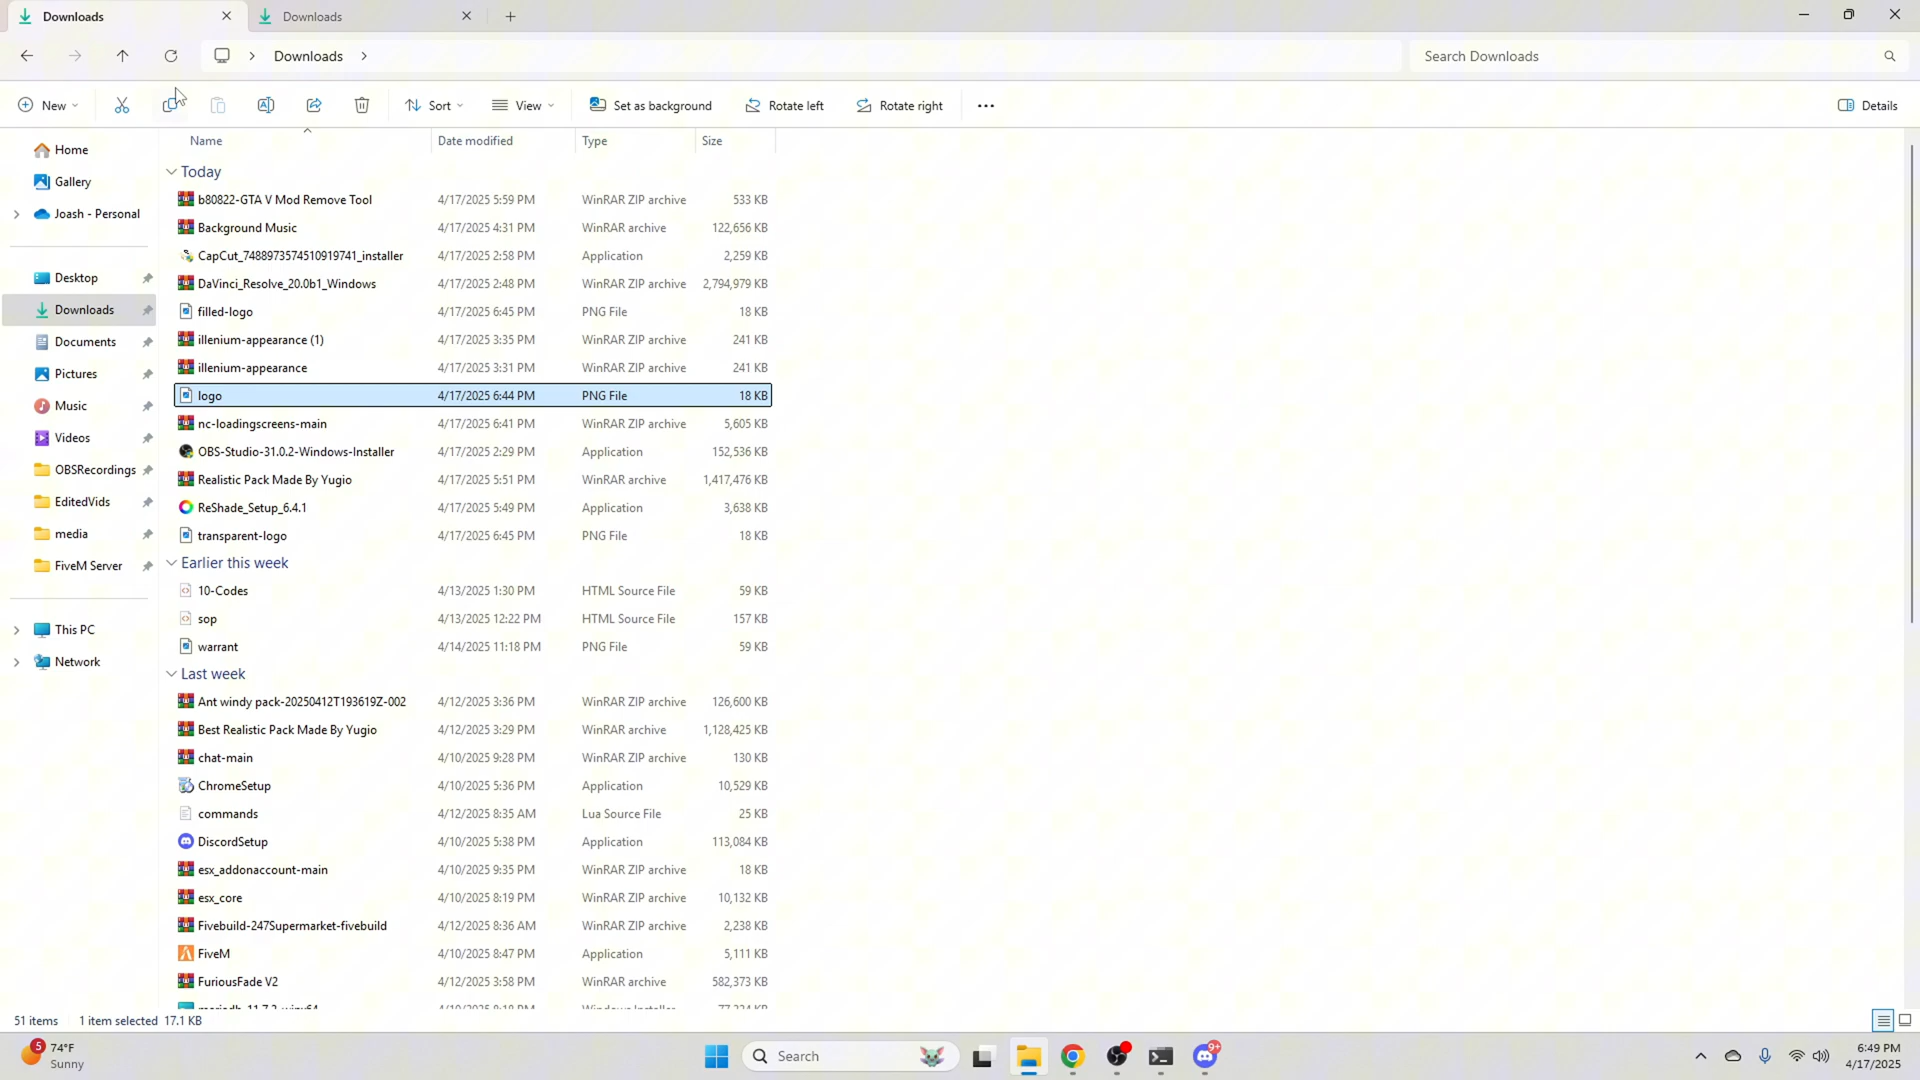 Downloads
Downloads
Downloads
Search Downloads
New
Sort
View
Set as background
Rotate left
Rotate right
Details
Name
Date modified
Type
Size
Home
Gallery
Joash - Personal
Desktop
Downloads
Documents
Pictures
Music
Videos
OBSRecordings
EditedVids
media
FiveM Server
This PC
Network
Today
b80822-GTA V Mod Remove Tool 4/17/2025 5:59 PM WinRAR ZIP archive 533 KB
Background Music 4/17/2025 4:31 PM WinRAR archive 122,656 KB
CapCut_7488973574510919741_installer 4/17/2025 2:58 PM Application 2,259 KB
DaVinci_Resolve_20.0b1_Windows 4/17/2025 2:48 PM WinRAR ZIP archive 2,794,979 KB
filled-logo 4/17/2025 6:45 PM PNG File 18 KB
illenium-appearance (1) 4/17/2025 3:35 PM WinRAR ZIP archive 241 KB
illenium-appearance 4/17/2025 3:31 PM WinRAR ZIP archive 241 KB
logo 4/17/2025 6:44 PM PNG File 18 KB
nc-loadingscreens-main 4/17/2025 6:41 PM WinRAR ZIP archive 5,605 KB
OBS-Studio-31.0.2-Windows-Installer 4/17/2025 2:29 PM Application 152,536 KB
Realistic Pack Made By Yugio 4/17/2025 5:51 PM WinRAR archive 1,417,476 KB
ReShade_Setup_6.4.1 4/17/2025 5:49 PM Application 3,638 KB
transparent-logo 4/17/2025 6:45 PM PNG File 18 KB
Earlier this week
10-Codes 4/13/2025 1:30 PM HTML Source File 59 KB
sop 4/13/2025 12:22 PM HTML Source File 157 KB
warrant 4/14/2025 11:18 PM PNG File 59 KB
Last week
Ant windy pack-20250412T193619Z-002 4/12/2025 3:36 PM WinRAR ZIP archive 126,600 KB
Best Realistic Pack Made By Yugio 4/12/2025 3:29 PM WinRAR archive 1,128,425 KB
chat-main 4/10/2025 9:28 PM WinRAR ZIP archive 130 KB
ChromeSetup 4/10/2025 5:36 PM Application 10,529 KB
commands 4/12/2025 8:35 AM Lua Source File 25 KB
DiscordSetup 4/10/2025 5:38 PM Application 113,084 KB
esx_addonaccount-main 4/10/2025 9:35 PM WinRAR ZIP archive 18 KB
esx_core 4/10/2025 8:19 PM WinRAR ZIP archive 10,132 KB
Fivebuild-247Supermarket-fivebuild 4/12/2025 8:36 AM WinRAR ZIP archive 2,238 KB
FiveM 4/10/2025 8:47 PM Application 5,111 KB
FuriousFade V2 4/12/2025 3:58 PM WinRAR archive 582,373 KB
51 items 1 item selected 17.1 KB
5
74°F
Sunny
Search
9+
6:49 PM
4/17/2025